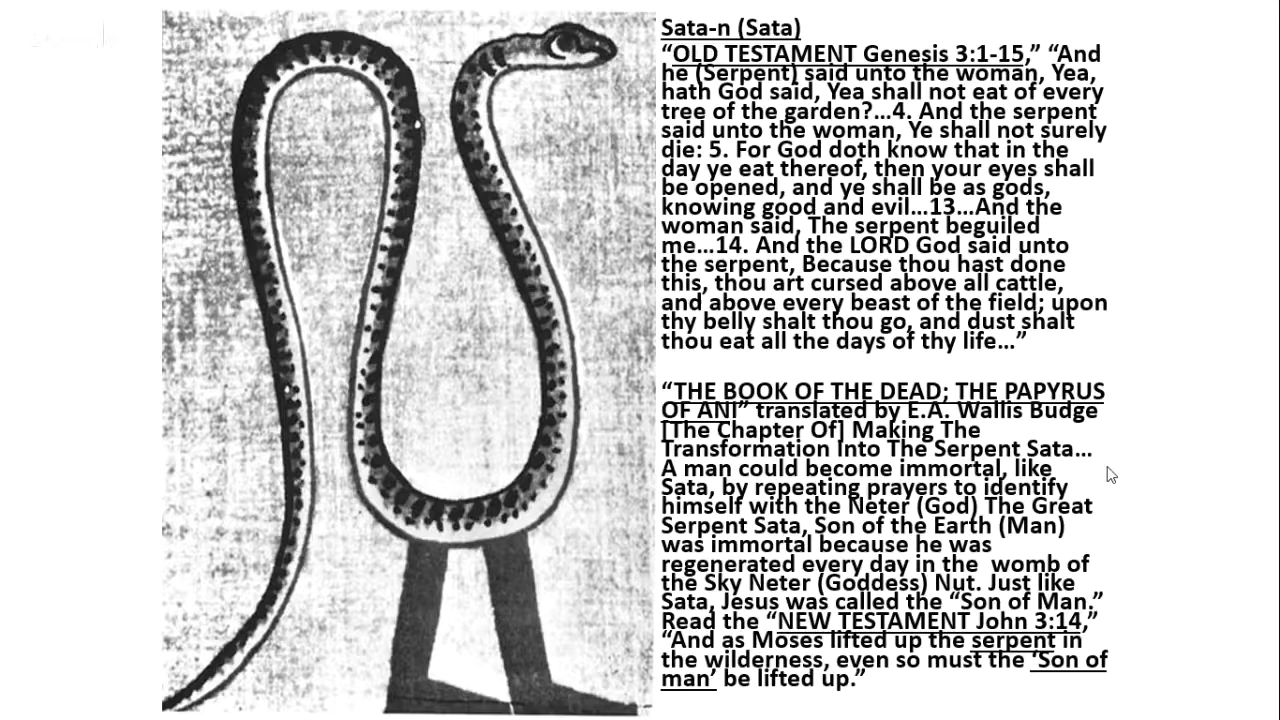 Sata-n (Sata)
“OLD TESTAMENT Genesis 3:1-15,” “And
he (Serpent) said unto the woman, Yea,
hath God said, Yea shall not eat of every
tree of the garden?...4. And the serpent
said unto the woman, Ye shall not surely
die: 5. For God doth know that in the
day ye eat thereof, then your eyes shall
be opened, and ye shall be as gods,
knowing good and evil...13...And the
woman said, The serpent beguiled
me...14. And the LORD God said unto
the serpent, Because thou hast done
this, thou art cursed above all cattle,
and above every beast of the field; upon
thy belly shalt thou go, and dust shalt
thou eat all the days of thy life...”
“THE BOOK OF THE DEAD; THE PAPYRUS
OF ANI” translated by E.A. Wallis Budge
[The Chapter Of] Making The
Transformation Into The Serpent Sata...
A man could become immortal, like
Sata, by repeating prayers to identify
himself with the Neter (God) The Great
Serpent Sata, Son of the Earth (Man)
was immortal because he was
regenerated every day in the womb of
the Sky Neter (Goddess) Nut. Just like
Sata, Jesus was called the “Son of Man.”
Read the “NEW TESTAMENT John 3:14,”
“And as Moses lifted up the serpent in
the wilderness, even so must the ‘Son of
man’ be lifted up.”